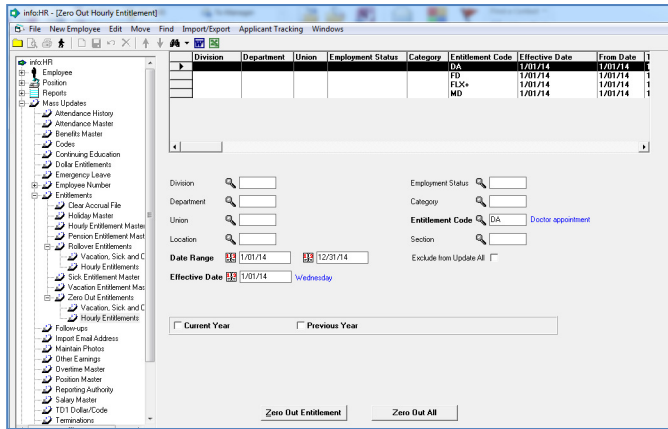 info:HR - [Zero Out Hourly Entitlement]
File New Employee Edit Move Find Import/Export Applicant Tracking Windows
info:HR
Employee
Position
Reports
Mass Updates
Attendance History
Attendance Master
Benefits Master
Codes
Continuing Education
Dollar Entitlements
Emergency Leave
Employee Number
Entitlements
Clear Accrual File
Holiday Master
Hourly Entitlement Master
Pension Entitlement Mast
Rollover Entitlements
Vacation, Sick and C
Hourly Entitlements
Sick Entitlement Master
Vacation Entitlement Mas
Zero Out Entitlements
Vacation, Sick and C
Hourly Entitlements
Follow-ups
Import Email Address
Maintain Photos
Other Earnings
Overtime Master
Position Master
Reporting Authority
Salary Master
TD1 Dollar/Code
Terminations
Division Department Union Employment Status Category Entitlement Code Effective Date From Date
DA 1/01/14 1/01/14 1
FD 1/01/14 1/01/14 1
FLX+ 1/01/14 1/01/14 1
MD 1/01/14 1/01/14 1
Division Employment Status
Department Category
Union Entitlement Code DA Doctor appointment
Location Section
Date Range 1/01/14 12/31/14 Exclude from Update All
Effective Date 1/01/14 Wednesday
Current Year Previous Year
Zero Out Entitlement Zero Out All